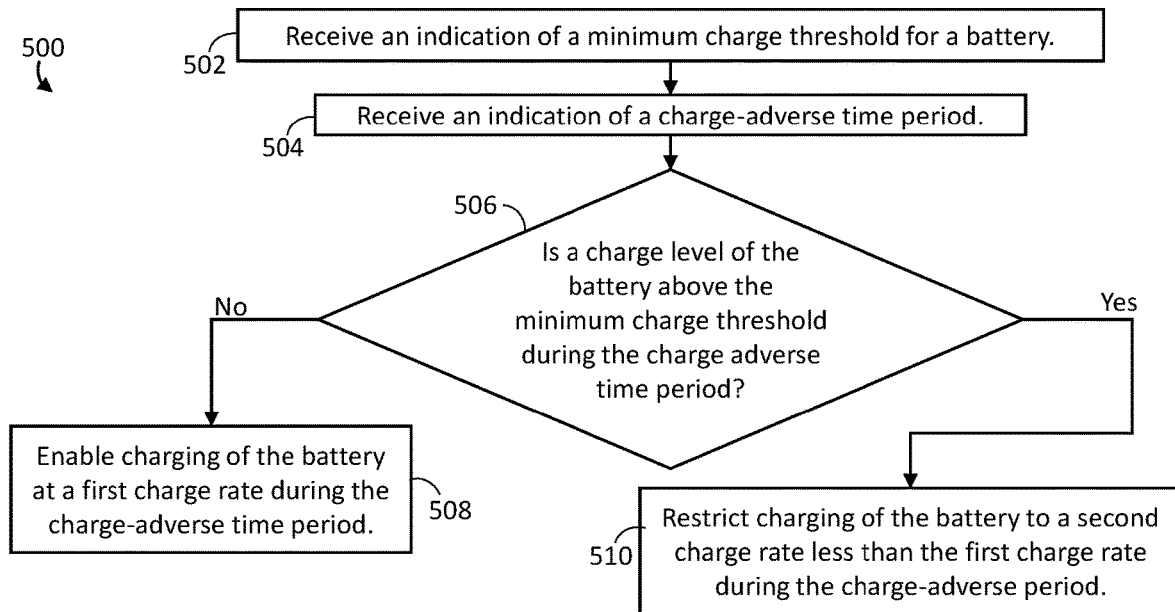 500
Receive an indication of a minimum charge threshold for a battery.
502
Receive an indication of a charge-adverse time period.
504
506
Is a charge level of the
battery above the
minimum charge threshold
during the charge adverse
time period?
No
Yes
Enable charging of the battery
at a first charge rate during the
charge-adverse time period.
508
Restrict charging of the battery to a second
charge rate less than the first charge rate
during the charge-adverse period.
510